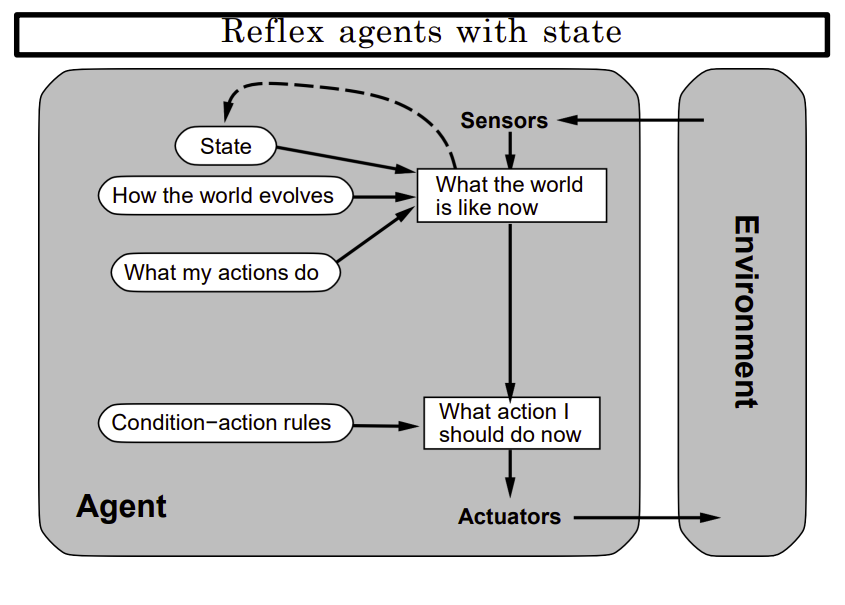 Reflex agents with state
Sensors
State
What the world
is like now
How the world evolves
What my actions do
Environment
Condition−action rules
What action I
should do now
Agent
Actuators